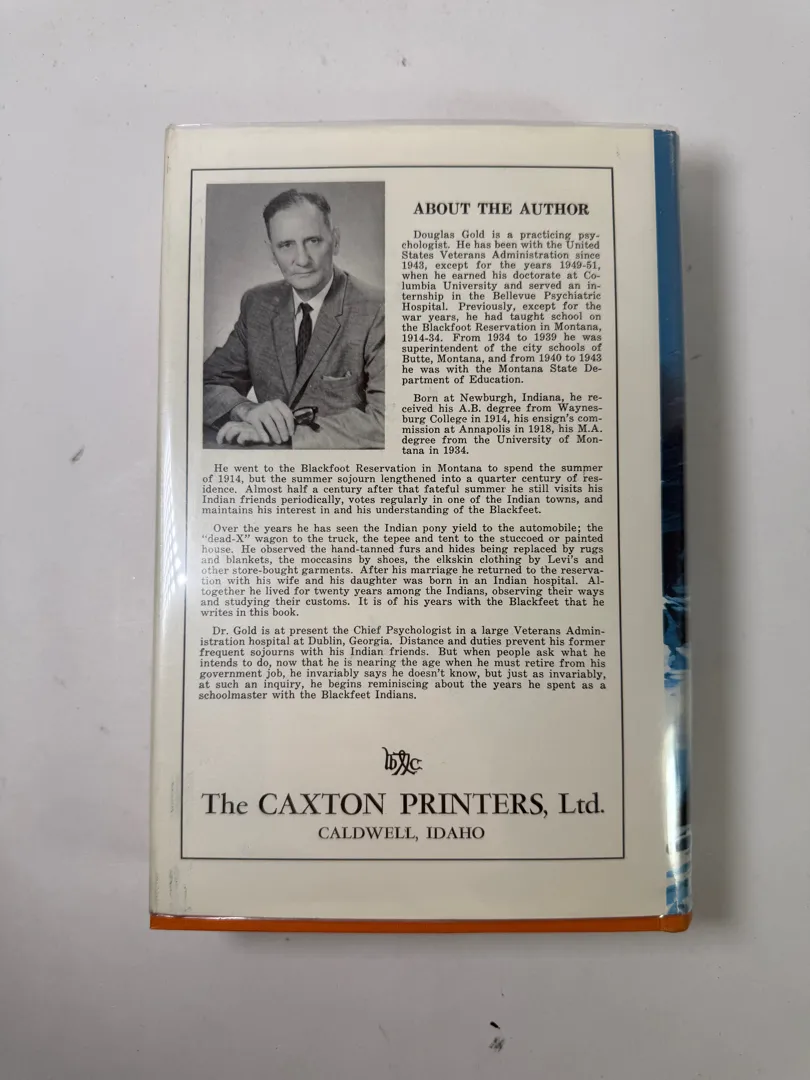 ABOUT THE AUTHOR
Douglas Gold is a practicing psy-
chologist. He has been with the United
States Veterans Administration since
1943, except for the years 1949-51,
when he earned his doctorate at Co-
lumbia University and served an in-
ternship in the Bellevue Psychiatric
Hospital. Previously, except for the
war years, he had taught school on
the Blackfoot Reservation in Montana,
1914-34. From 1934 to 1939 he was
superintendent of the city schools of
Butte, Montana, and from 1940 to 1943
he was with the Montana State De-
partment of Education.
Born at Newburgh, Indiana, he re-
ceived his A.B. degree from Waynes-
burg College in 1914, his ensign's com-
mission at Annapolis in 1918, his M.A.
degree from the University of Mon-
tana in 1934.
He went to the Blackfoot Reservation in Montana to spend the summer
of 1914, but the summer sojourn lengthened into a quarter century of res-
idence. Almost half a century after that fateful summer he still visits his
Indian friends periodically, votes regularly in one of the Indian towns, and
maintains his interest in and his understanding of the Blackfeet.
Over the years he has seen the Indian pony yield to the automobile; the
"dead-X" wagon to the truck, the tepee and tent to the stuccoed or painted
house. He observed the hand-tanned furs and hides being replaced by rugs
and blankets, the moccasins by shoes, the elkskin clothing by Levi's and
other store-bought garments. After his marriage he returned to the reserva-
tion with his wife and his daughter was born in an Indian hospital. Al-
together he lived for twenty years among the Indians, observing their ways
and studying their customs. It is of his years with the Blackfeet that he
writes in this book.
Dr. Gold is at present the Chief Psychologist in a large Veterans Admin-
istration hospital at Dublin, Georgia. Distance and duties prevent his former
frequent sojourns with his Indian friends. But when people ask what he
intends to do, now that he is nearing the age when he must retire from his
government job, he invariably says he doesn't know, but just as invariably,
at such an inquiry, he begins reminiscing about the years he spent as a
schoolmaster with the Blackfeet Indians.
The CAXTON PRINTERS, Ltd.
CALDWELL, IDAHO